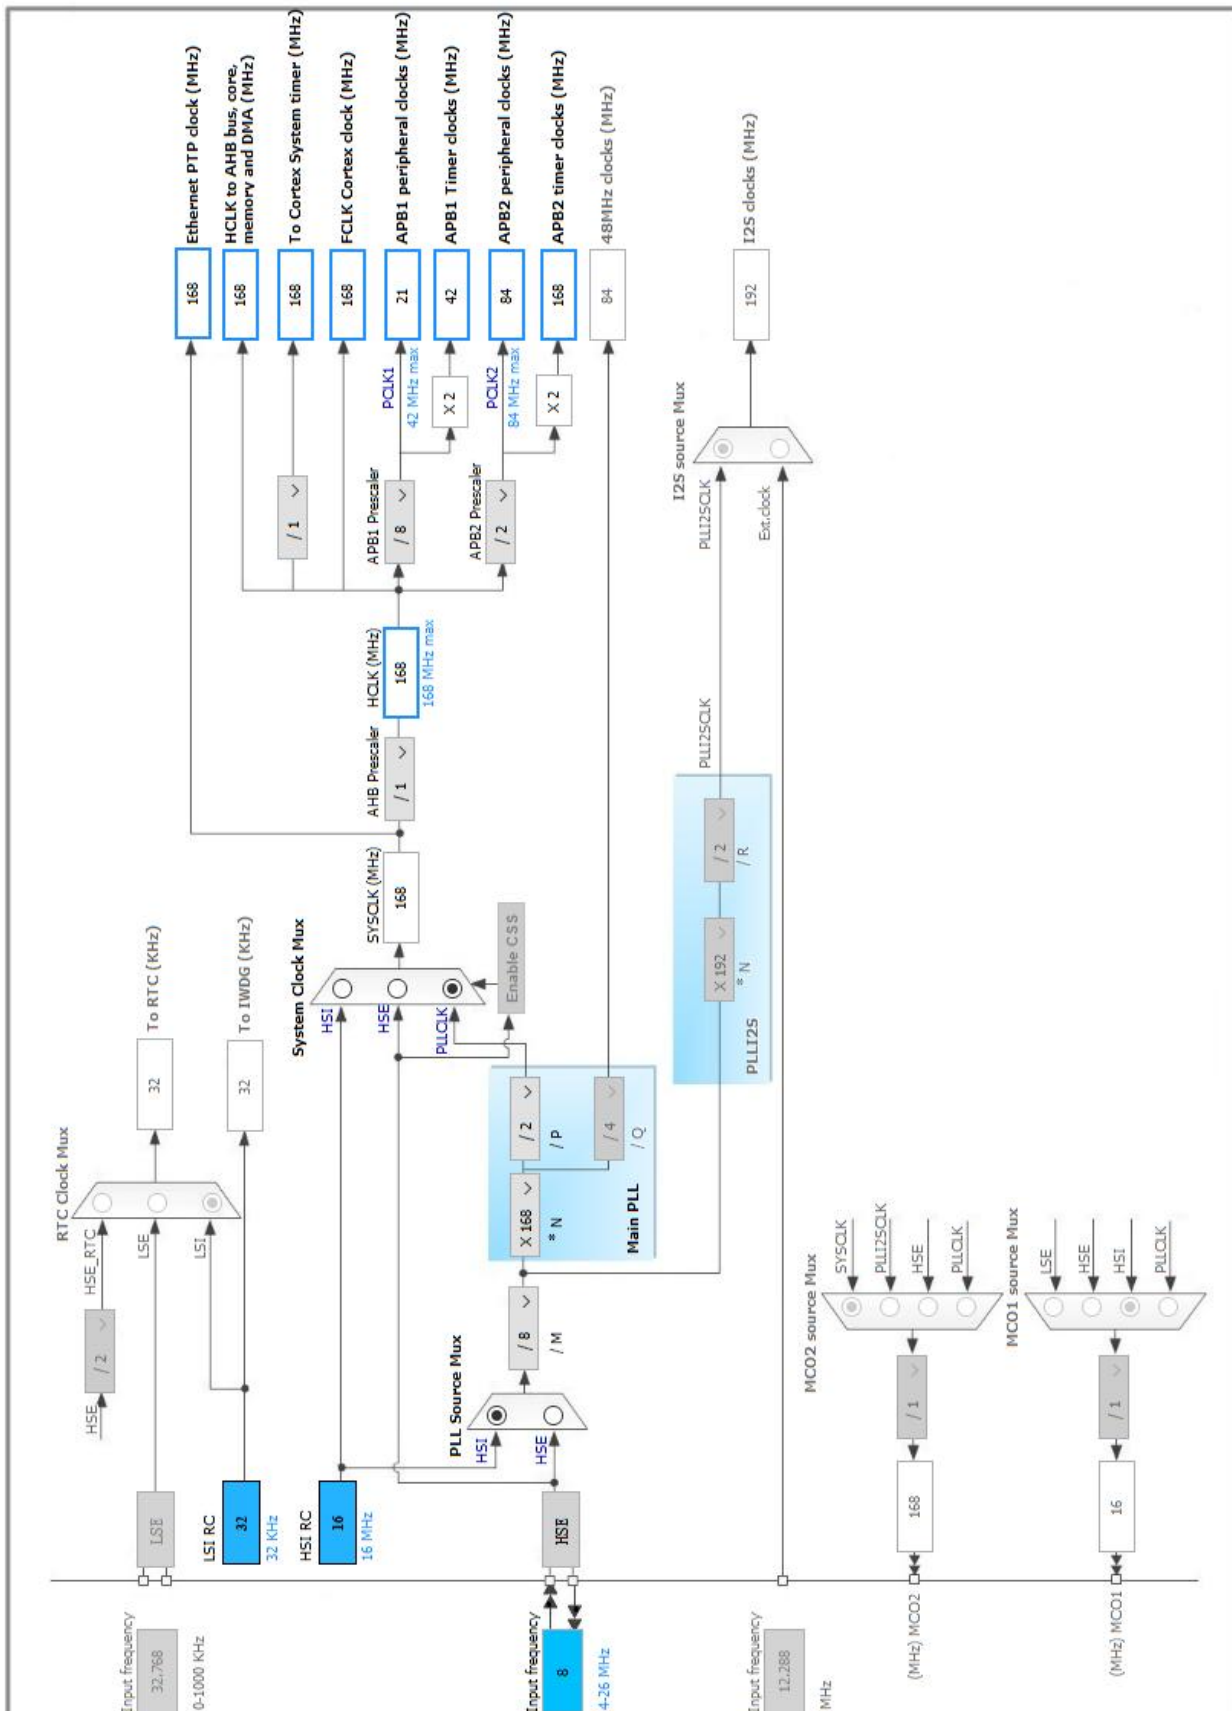 Input frequency
32.768
0-1000 KHz
LSE
HSE
/ 2
HSE_RTC
LSE
LSI
RTC Clock Mux
32
To RTC (KHz)
LSI RC
32
32 KHz
32
To IWDG (KHz)
HSI RC
16
16 MHz
Input frequency
8
4-26 MHz
HSE
PLL Source Mux
HSI
HSE
/ 8
/ M
X 168
* N
/ 2
/ P
/ 4
/ Q
Main PLL
System Clock Mux
HSI
HSE
PLLCLK
Enable CSS
SYSCLK (MHz)
168
AHB Prescaler
/ 1
HCLK (MHz)
168
168 MHz max
/ 1
APB1 Prescaler
/ 8
PCLK1
42 MHz max
X 2
APB2 Prescaler
/ 2
PCLK2
84 MHz max
X 2
168
Ethernet PTP clock (MHz)
168
HCLK to AHB bus, core,
memory and DMA (MHz)
168
To Cortex System timer (MHz)
168
FCLK Cortex clock (MHz)
21
APB1 peripheral clocks (MHz)
42
APB1 Timer clocks (MHz)
84
APB2 peripheral clocks (MHz)
168
APB2 timer clocks (MHz)
84
48MHz clocks (MHz)
PLLI2S
X 192
* N
/ 2
/ R
PLLI2SCLK
PLLI2SCLK
I2S source Mux
Ext.clock
192
I2S clocks (MHz)
Input frequency
12.288
MHz
MCO2 source Mux
SYSCLK
PLLI2SCLK
HSE
PLLCLK
/ 1
168
(MHz) MCO2
MCO1 source Mux
LSE
HSE
HSI
PLLCLK
/ 1
16
(MHz) MCO1